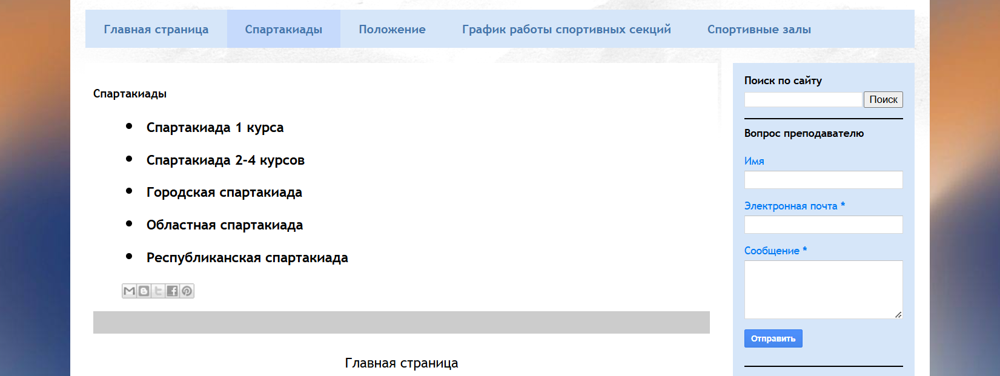 Главная страница Спартакиады Положение График работы спортивных секций Спортивные залы
Спартакиады
Спартакиада 1 курса
Спартакиада 2-4 курсов
Городская спартакиада
Областная спартакиада
Республиканская спартакиада
Главная страница
Поиск по сайту
Поиск
Вопрос преподавателю
Имя
Электронная почта *
Сообщение *
Отправить